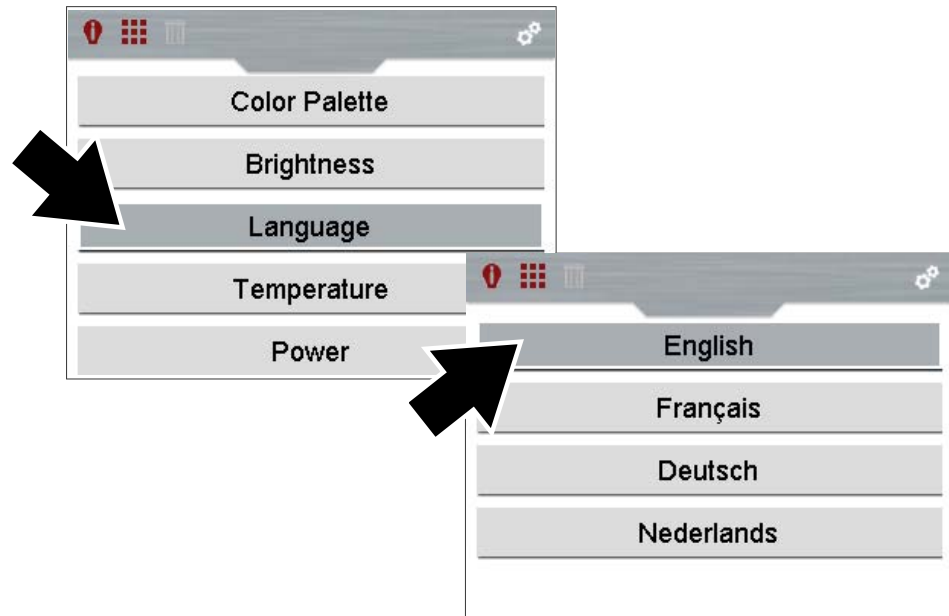 Color Palette
Brightness
Language
Temperature
Power
English
Français
Deutsch
Nederlands